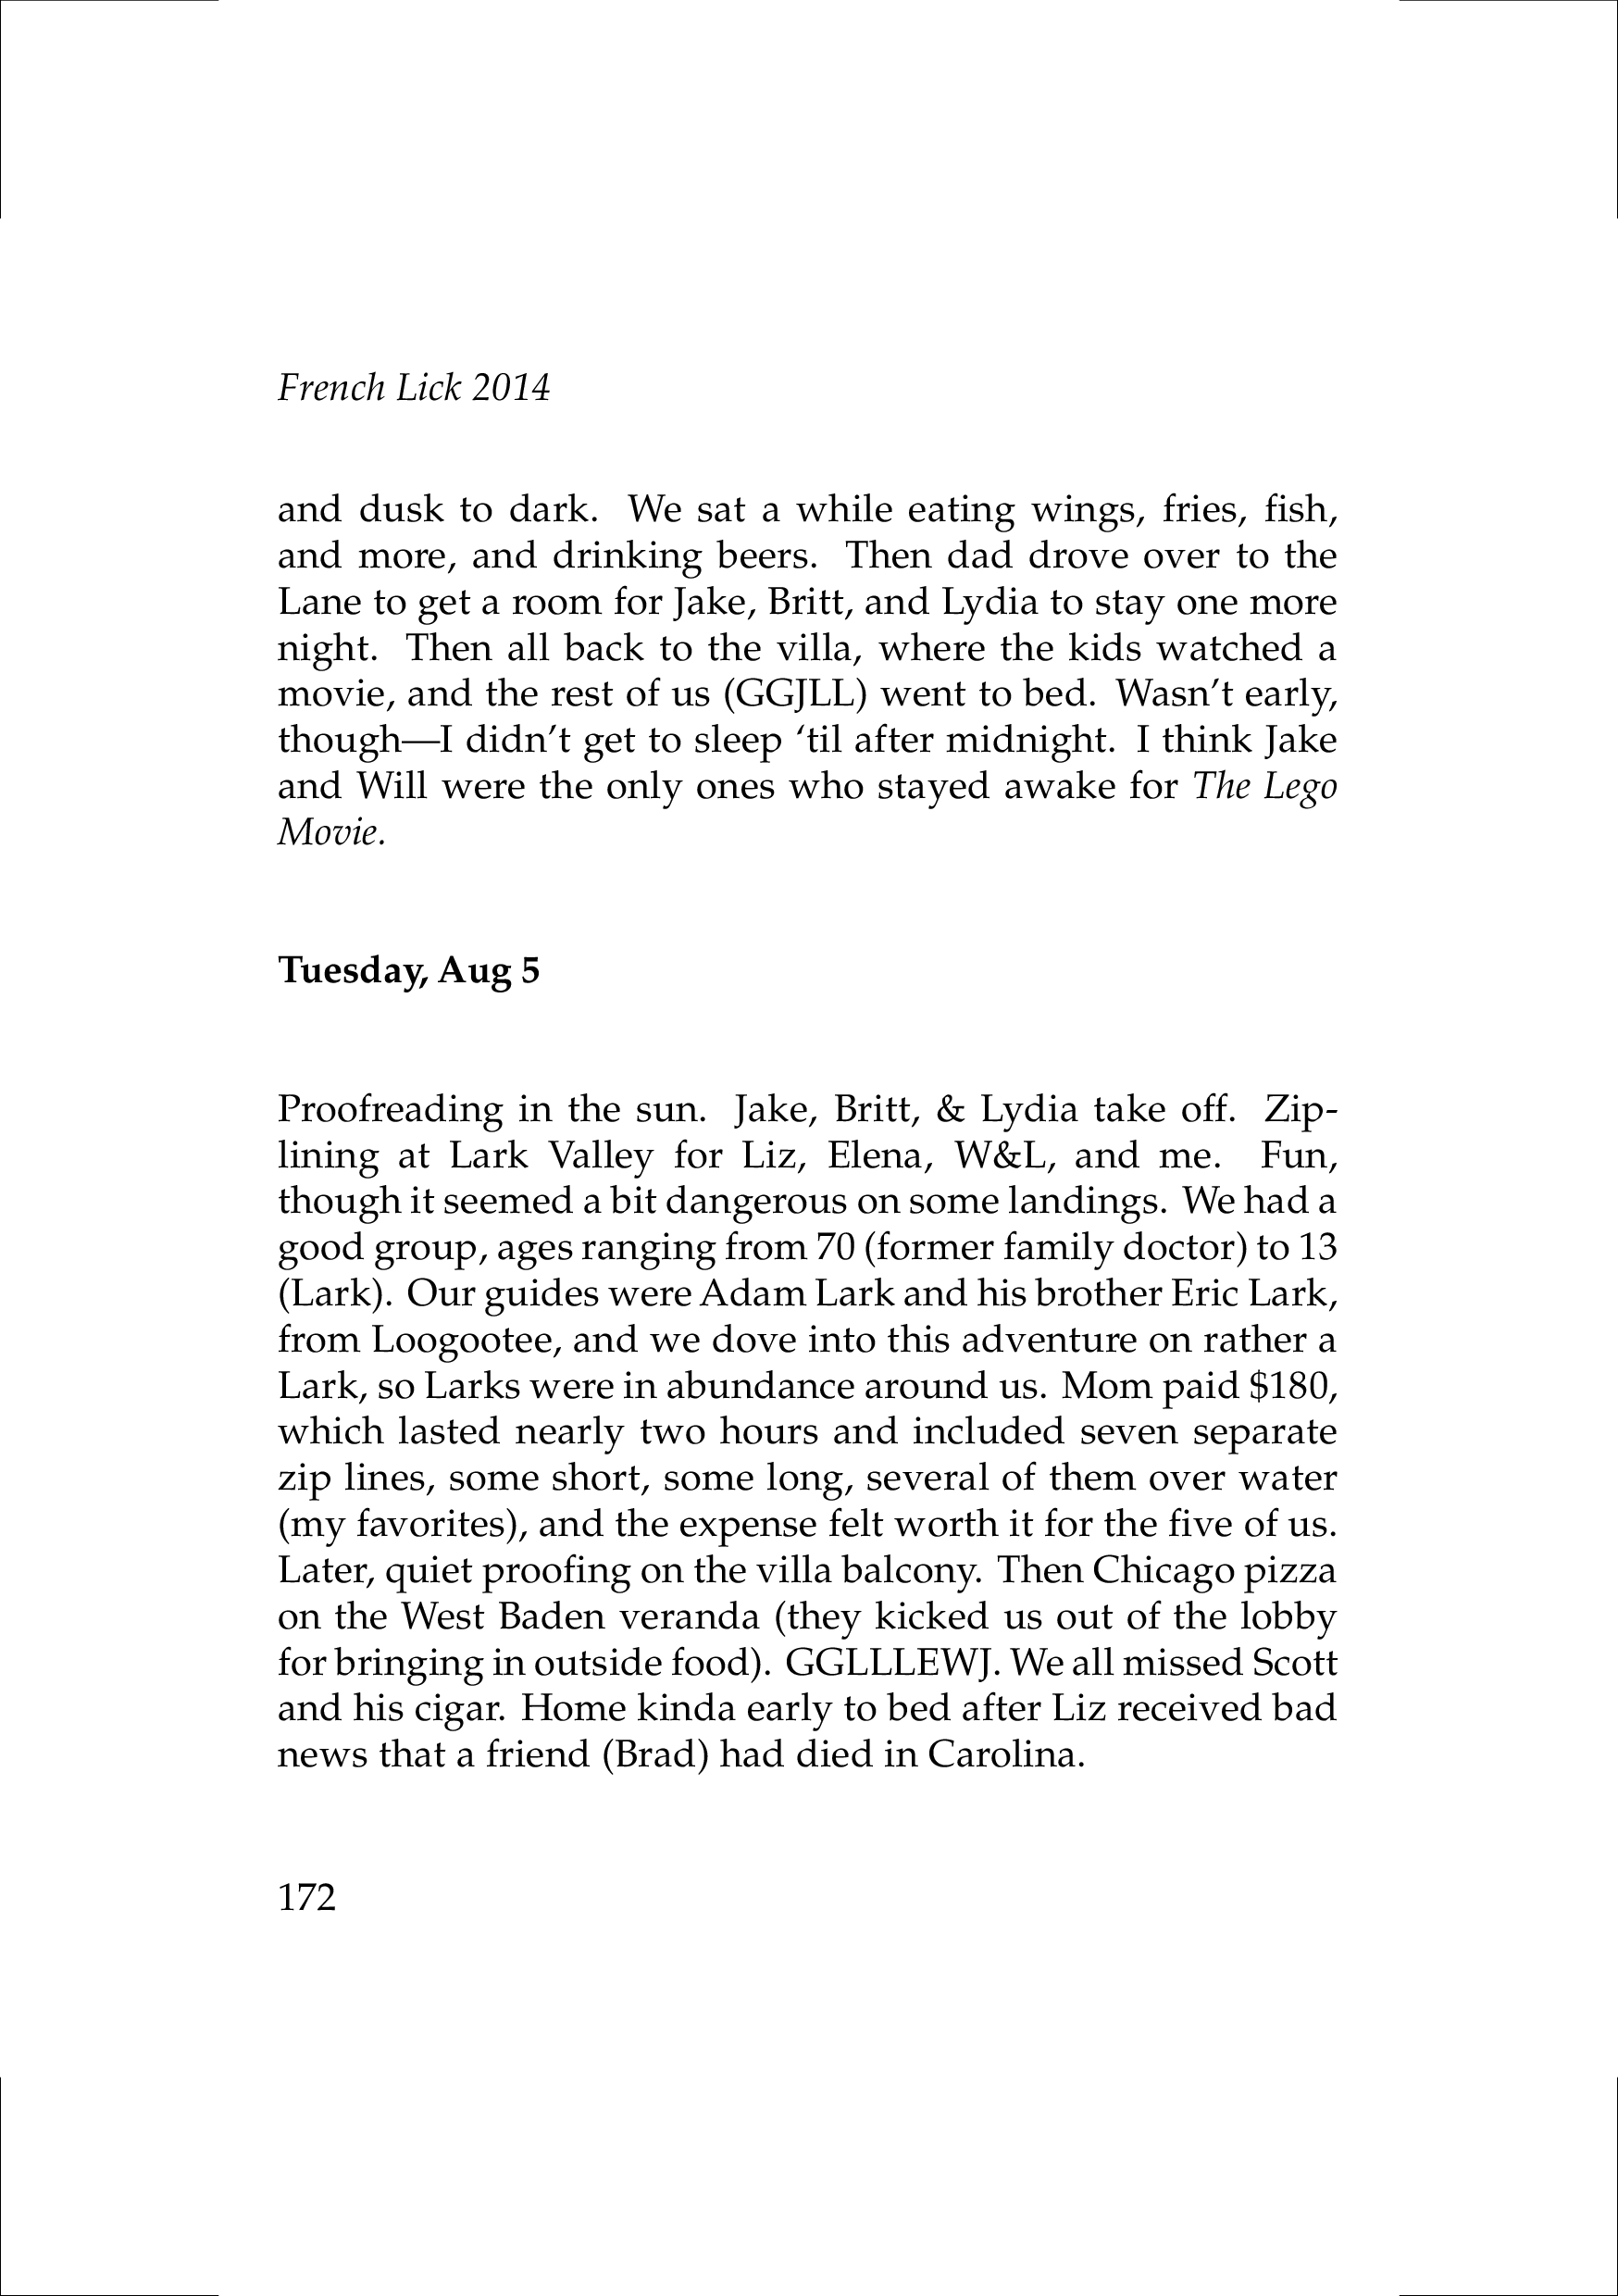 French Lick 2014
and dusk to dark. We sat a while eating wings, fries, fish,
and more, and drinking beers. Then dad drove over to the
Lane to get a room for Jake, Britt, and Lydia to stay one more
night. Then all back to the villa, where the kids watched a
movie, and the rest of us (GGJLL) went to bed. Wasn’t early,
though—I didn’t get to sleep ‘til after midnight. I think Jake
and Will were the only ones who stayed awake for The Lego
Movie.
Tuesday, Aug 5
Proofreading in the sun. Jake, Britt, & Lydia take off. Zip-
lining at Lark Valley for Liz, Elena, W&L, and me. Fun,
though it seemed a bit dangerous on some landings. We had a
good group, ages ranging from 70 (former family doctor) to 13
(Lark). Our guides were Adam Lark and his brother Eric Lark,
from Loogootee, and we dove into this adventure on rather a
Lark, so Larks were in abundance around us. Mom paid $180,
which lasted nearly two hours and included seven separate
zip lines, some short, some long, several of them over water
(my favorites), and the expense felt worth it for the five of us.
Later, quiet proofing on the villa balcony. Then Chicago pizza
on the West Baden veranda (they kicked us out of the lobby
for bringing in outside food). GGLLLEWJ. We all missed Scott
and his cigar. Home kinda early to bed after Liz received bad
news that a friend (Brad) had died in Carolina.
172